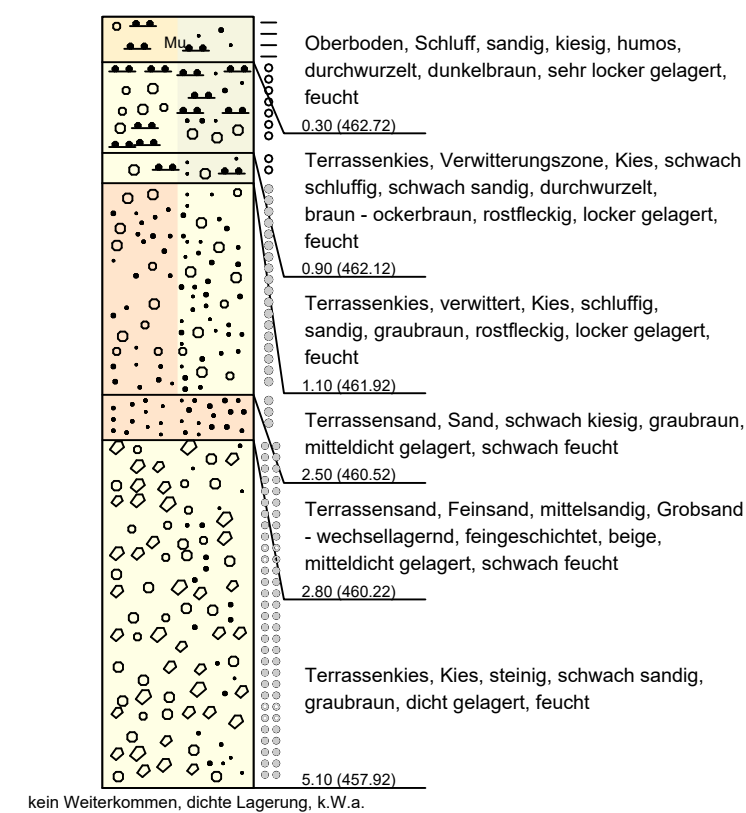 Mu
Oberboden, Schluff, sandig, kiesig, humos,
durchwurzelt, dunkelbraun, sehr locker gelagert,
feucht
0.30 (462.72)
Terrassenkies, Verwitterungszone, Kies, schwach
schluffig, schwach sandig, durchwurzelt,
braun - ockerbraun, rostfleckig, locker gelagert,
feucht
0.90 (462.12)
Terrassenkies, verwittert, Kies, schluffig,
sandig, graubraun, rostfleckig, locker gelagert,
feucht
1.10 (461.92)
Terrassensand, Sand, schwach kiesig, graubraun,
mitteldicht gelagert, schwach feucht
2.50 (460.52)
Terrassensand, Feinsand, mittelsandig, Grobsand
- wechsellagernd, feingeschichtet, beige,
mitteldicht gelagert, schwach feucht
2.80 (460.22)
Terrassenkies, Kies, steinig, schwach sandig,
graubraun, dicht gelagert, feucht
5.10 (457.92)
kein Weiterkommen, dichte Lagerung, k.W.a.